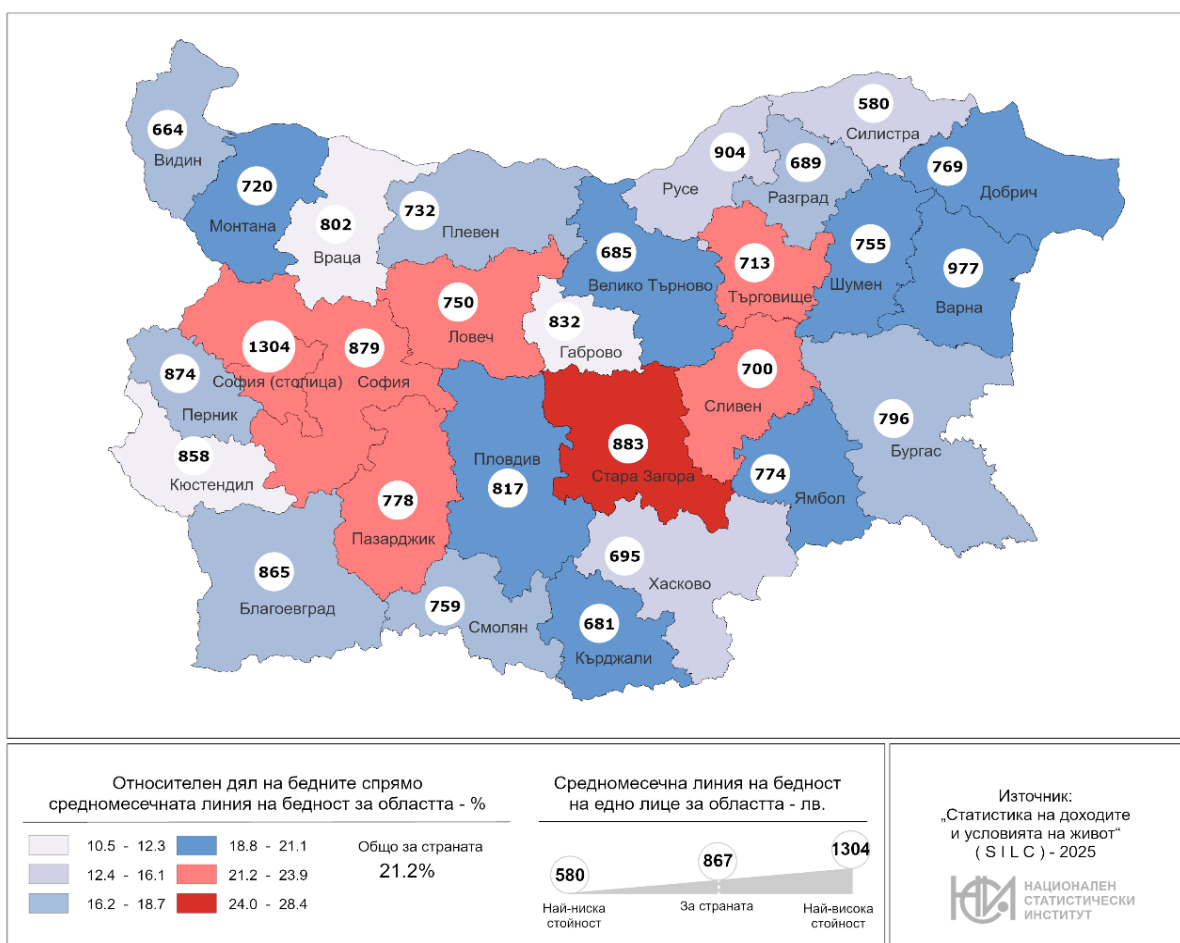 580
Силистра
904
Русе
689
Разград
769
Добрич
664
Видин
720
Монтана
802
Враца
732
Плевен
685
Велико Търново
713
Търговище
755
Шумен
977
Варна
750
Ловеч
832
Габрово
1304
София (столица)
879
София
874
Перник
700
Сливен
796
Бургас
858
Кюстендил
883
Стара Загора
Пловдив
817
774
Ямбол
778
Пазарджик
695
Хасково
865
Благоевград
759
Смолян
681
Кърджали
Относителен дял на бедните спрямо
средномесечната линия на бедност за областта - %
10.5 - 12.3
12.4 - 16.1
16.2 - 18.7
18.8 - 21.1
21.2 - 23.9
24.0 - 28.4
Общо за страната
21.2%
Средномесечна линия на бедност
на едно лице за областта - лв.
580
867
1304
Най-ниска
стойност
За страната
Най-висока
стойност
Източник:
„Статистика на доходите
и условията на живот“
( S I L C ) - 2025
НСИ
НАЦИОНАЛЕН
СТАТИСТИЧЕСКИ
ИНСТИТУТ